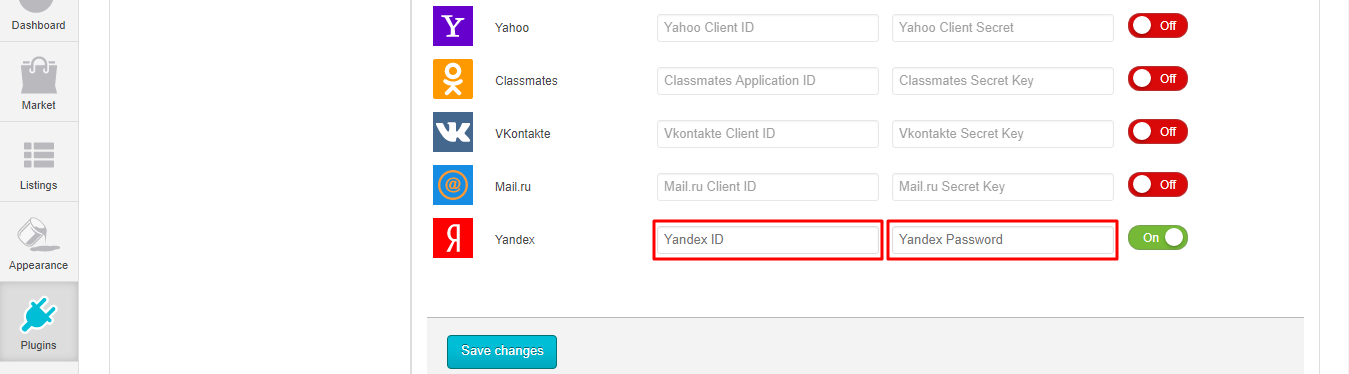 Dashboard
Market
Listings
Appearance
Plugins
Y Yahoo Yahoo Client ID Yahoo Client Secret Off
Classmates Classmates Application ID Classmates Secret Key Off
VKontakte Vkontakte Client ID Vkontakte Secret Key Off
@ Mail.ru Mail.ru Client ID Mail.ru Secret Key Off
Я Yandex Yandex ID Yandex Password On
Save changes